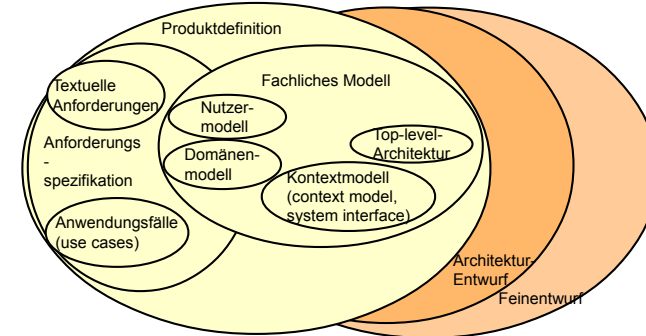 Produktdefinition
Fachliches Modell
Textuelle
Anforderungen
Nutzer-
modell
Top-level-
Architektur
Anforderungs
-
spezifikation
Domänen-
modell
Kontextmodell
(context model,
system interface)
Anwendungsfälle
(use cases)
Architektur-
Entwurf
Feinentwurf